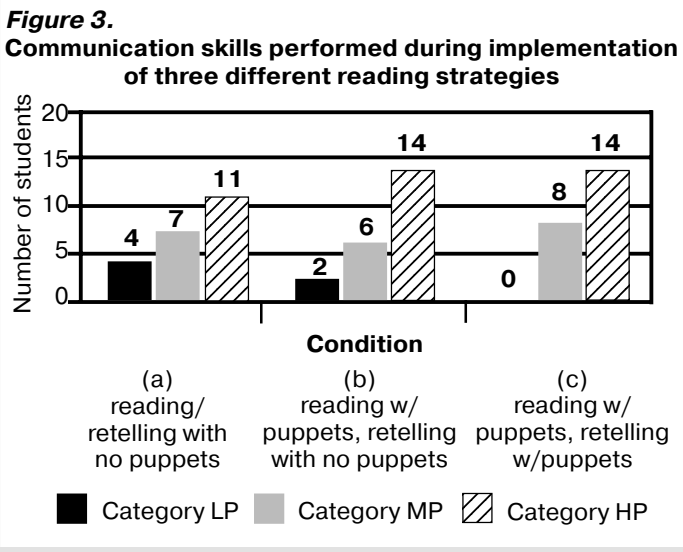 Figure 3.
Communication skills performed during implementation
of three different reading strategies
Number of students
20
15
10
5
0
4
7
11
2
6
14
0
8
14
Condition
(a)
reading/
retelling with
no puppets
(b)
reading w/
puppets, retelling
with no puppets
(c)
reading w/
puppets, retelling
w/puppets
Category LP
Category MP
Category HP